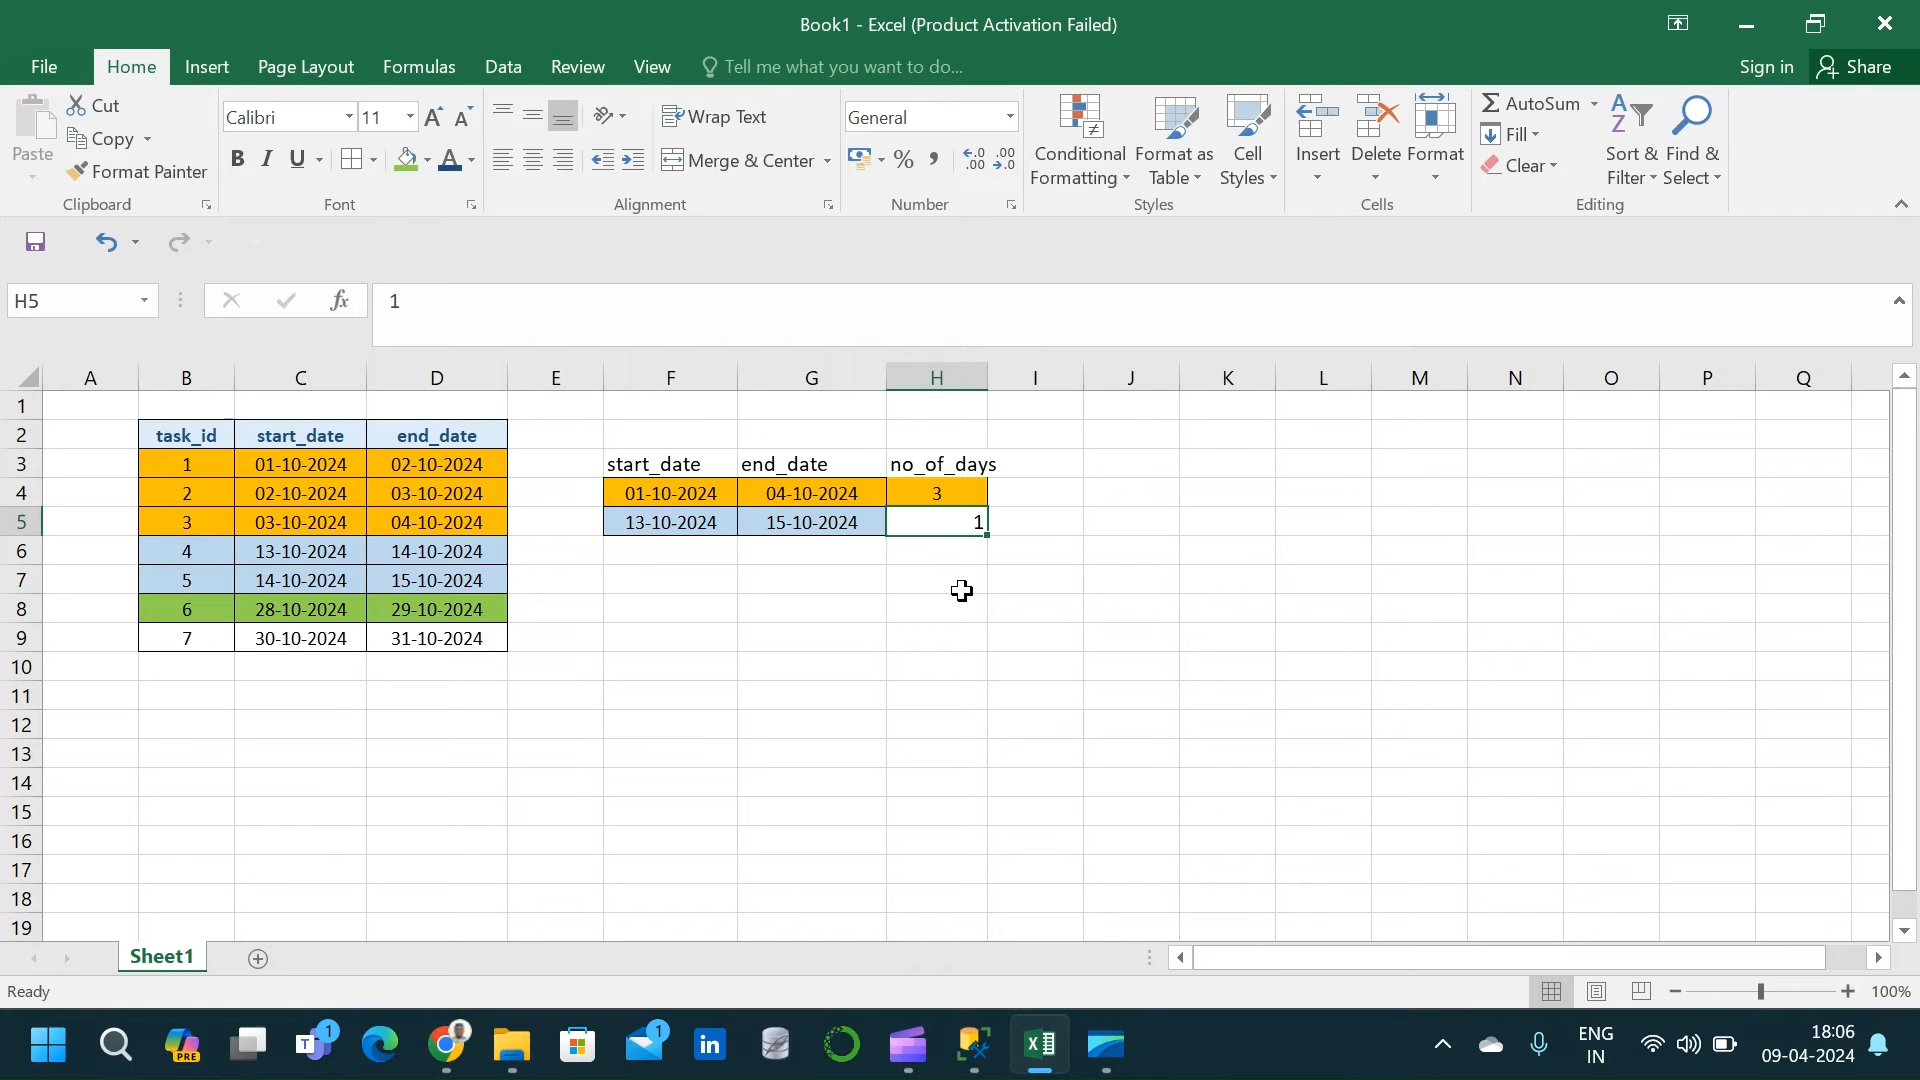 Book1 - Excel (Product Activation Failed)
File Home Insert Page Layout Formulas Data Review View Tell me what you want to do... Sign in Share
Cut
Copy
Format Painter
Paste
Clipboard
Calibri 11
B I U
Font
Wrap Text
Merge & Center
Alignment
General
Number
Conditional Formatting
Format as Table
Cell Styles
Styles
Insert Delete Format
Cells
AutoSum
Fill
Clear
Sort & Filter
Find & Select
Editing
H5 fx 1
A B C D E F G H I J K L M N O P Q
1
2 task_id start_date end_date
3 1 01-10-2024 02-10-2024 start_date end_date no_of_days
4 2 02-10-2024 03-10-2024 01-10-2024 04-10-2024 3
5 3 03-10-2024 04-10-2024 13-10-2024 15-10-2024 1
6 4 13-10-2024 14-10-2024
7 5 14-10-2024 15-10-2024
8 6 28-10-2024 29-10-2024
9 7 30-10-2024 31-10-2024
10
11
12
13
14
15
16
17
18
19
Sheet1
Ready 100%
PRE 1 1 ENG IN 18:06 09-04-2024